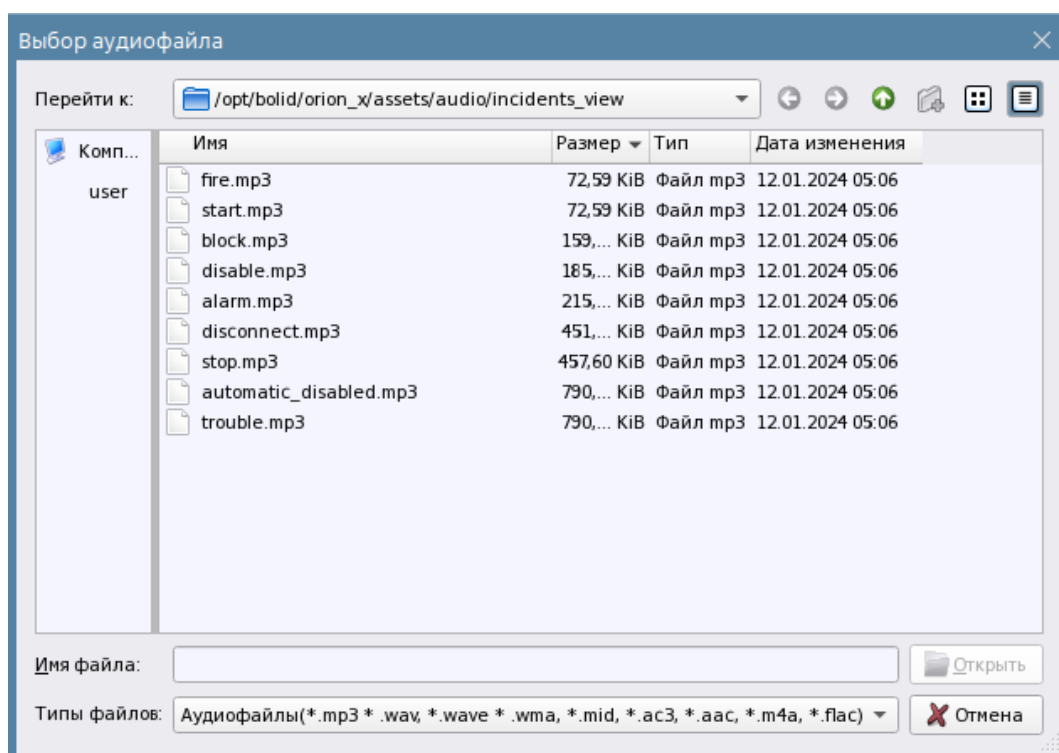 Выбор аудиофайла
Перейти к: /opt/bolid/orion_x/assets/audio/incidents_view
Комп...
user
Имя Размер Тип Дата изменения
fire.mp3 72,59 KiB Файл mp3 12.01.2024 05:06
start.mp3 72,59 KiB Файл mp3 12.01.2024 05:06
block.mp3 159,... KiB Файл mp3 12.01.2024 05:06
disable.mp3 185,... KiB Файл mp3 12.01.2024 05:06
alarm.mp3 215,... KiB Файл mp3 12.01.2024 05:06
disconnect.mp3 451,... KiB Файл mp3 12.01.2024 05:06
stop.mp3 457,60 KiB Файл mp3 12.01.2024 05:06
automatic_disabled.mp3 790,... KiB Файл mp3 12.01.2024 05:06
trouble.mp3 790,... KiB Файл mp3 12.01.2024 05:06
Имя файла: Открыть
Типы файлов: Аудиофайлы(*.mp3 * .wav, *.wave * .wma, *.mid, *.ac3, *.aac, *.m4a, *.flac) Отмена